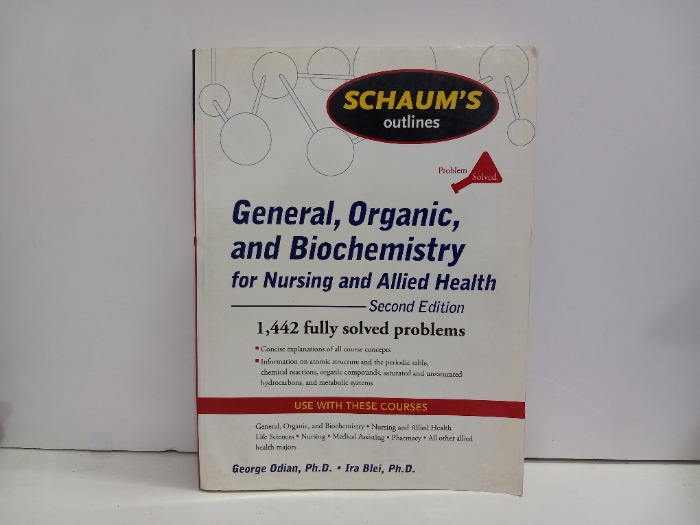 SCHAUM'S
outlines
Problem
Solved
General, Organic,
and Biochemistry
for Nursing and Allied Health
Second Edition
1,442 fully solved problems
▪ Concise explanations of all course concepts
▪ Information on atomic structure and the periodic table,
chemical reactions, organic compounds, saturated and unsaturated
hydrocarbons, and metabolic systems
USE WITH THESE COURSES
General, Organic, and Biochemistry • Nursing and Allied Health
Life Sciences • Nursing • Medical Assisting • Pharmacy • All other allied
health majors
George Odian, Ph.D. • Ira Blei, Ph.D.